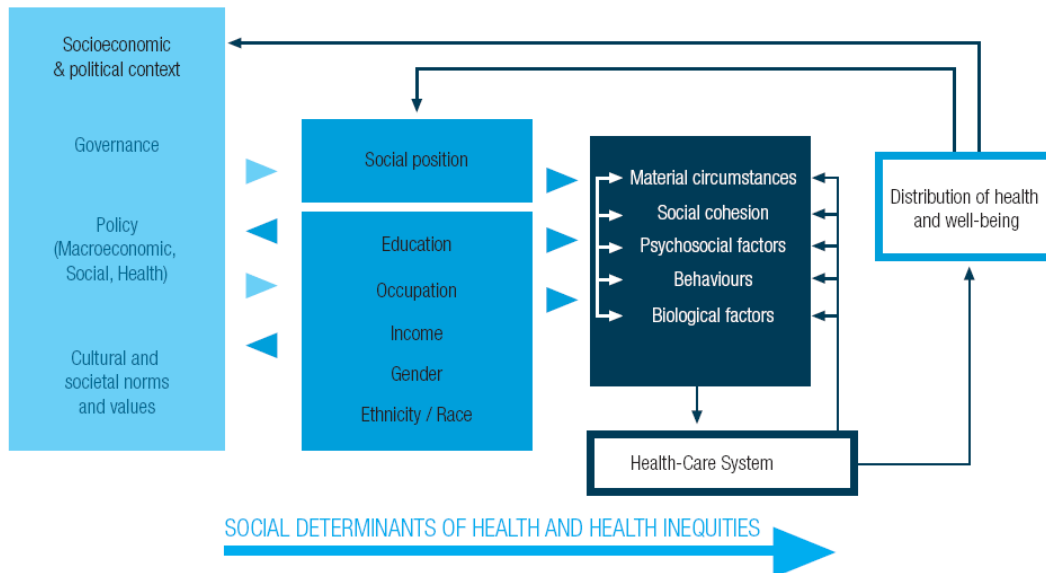 Socioeconomic
& political context
Governance
Policy
(Macroeconomic,
Social, Health)
Cultural and
societal norms
and values
Social position
Education
Occupation
Income
Gender
Ethnicity / Race
Material circumstances
Social cohesion
Psychosocial factors
Behaviours
Biological factors
Health-Care System
Distribution of health
and well-being
SOCIAL DETERMINANTS OF HEALTH AND HEALTH INEQUITIES